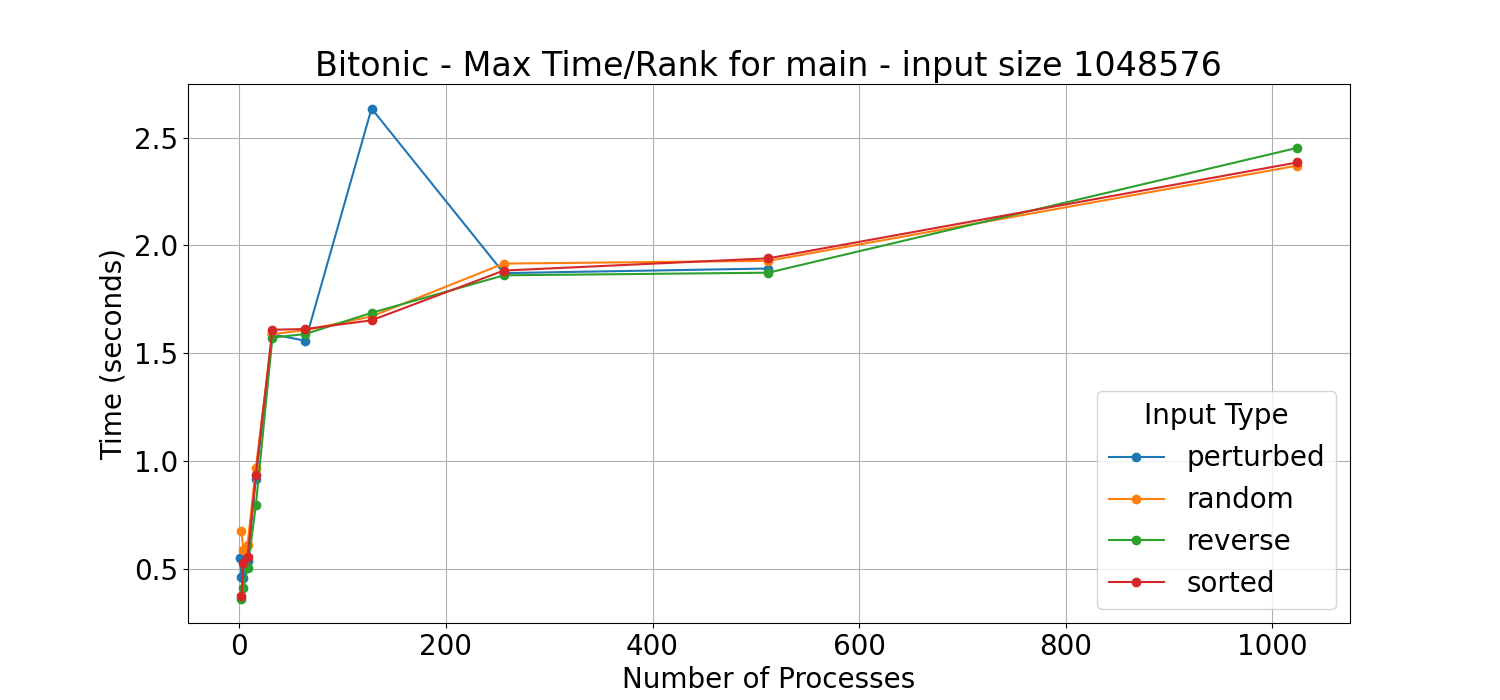 Bitonic - Max Time/Rank for main - input size 1048576
Time (seconds)
2.5
2.0
1.5
1.0
0.5
0
200
400
600
800
1000
Number of Processes
Input Type
perturbed
random
reverse
sorted